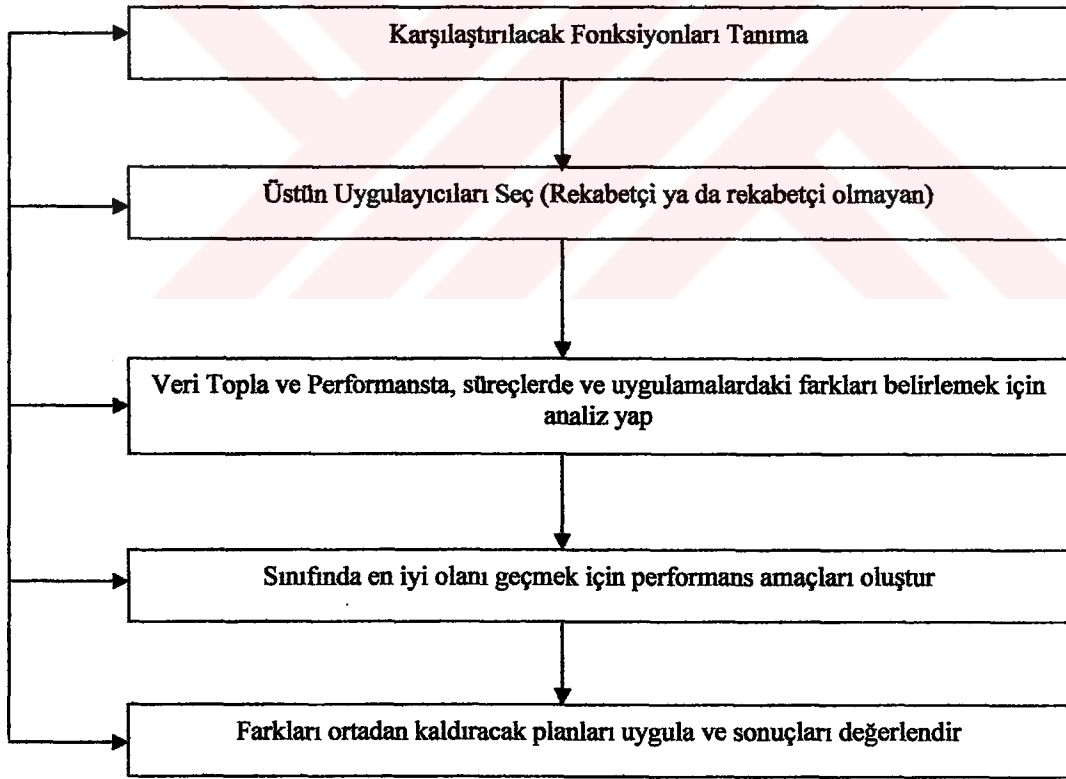 Karşılaştırılacak Fonksiyonları Tanıma
Üstün Uygulayıcıları Seç (Rekabetçi ya da rekabetçi olmayan)
Veri Topla ve Performansta, süreçlerde ve uygulamalardaki farkları belirlemek için
analiz yap
Sınıfında en iyi olanı geçmek için performans amaçları oluştur
Farkları ortadan kaldıracak planları uygula ve sonuçları değerlendir